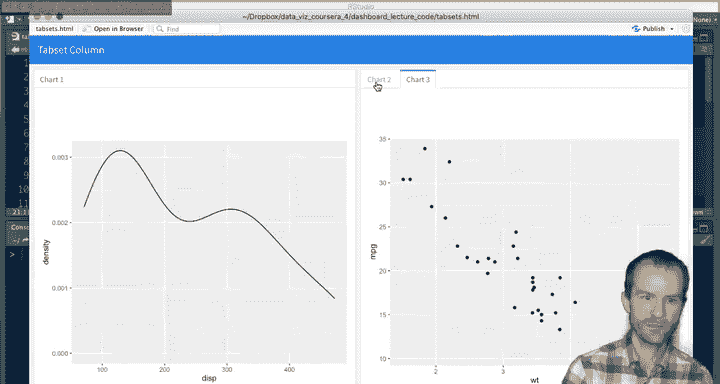 RStudio
~/Dropbox/data_viz_coursera_4/dashboard_lecture_code/tabsets.html
tabsets.html
Open in Browser
Find
Publish
Tabset Column
Chart 1
Chart 2
Chart 3
0.003
0.002
0.001
0.000
density
100
200
300
400
disp
35
30
25
20
15
10
mpg
2
3
wt